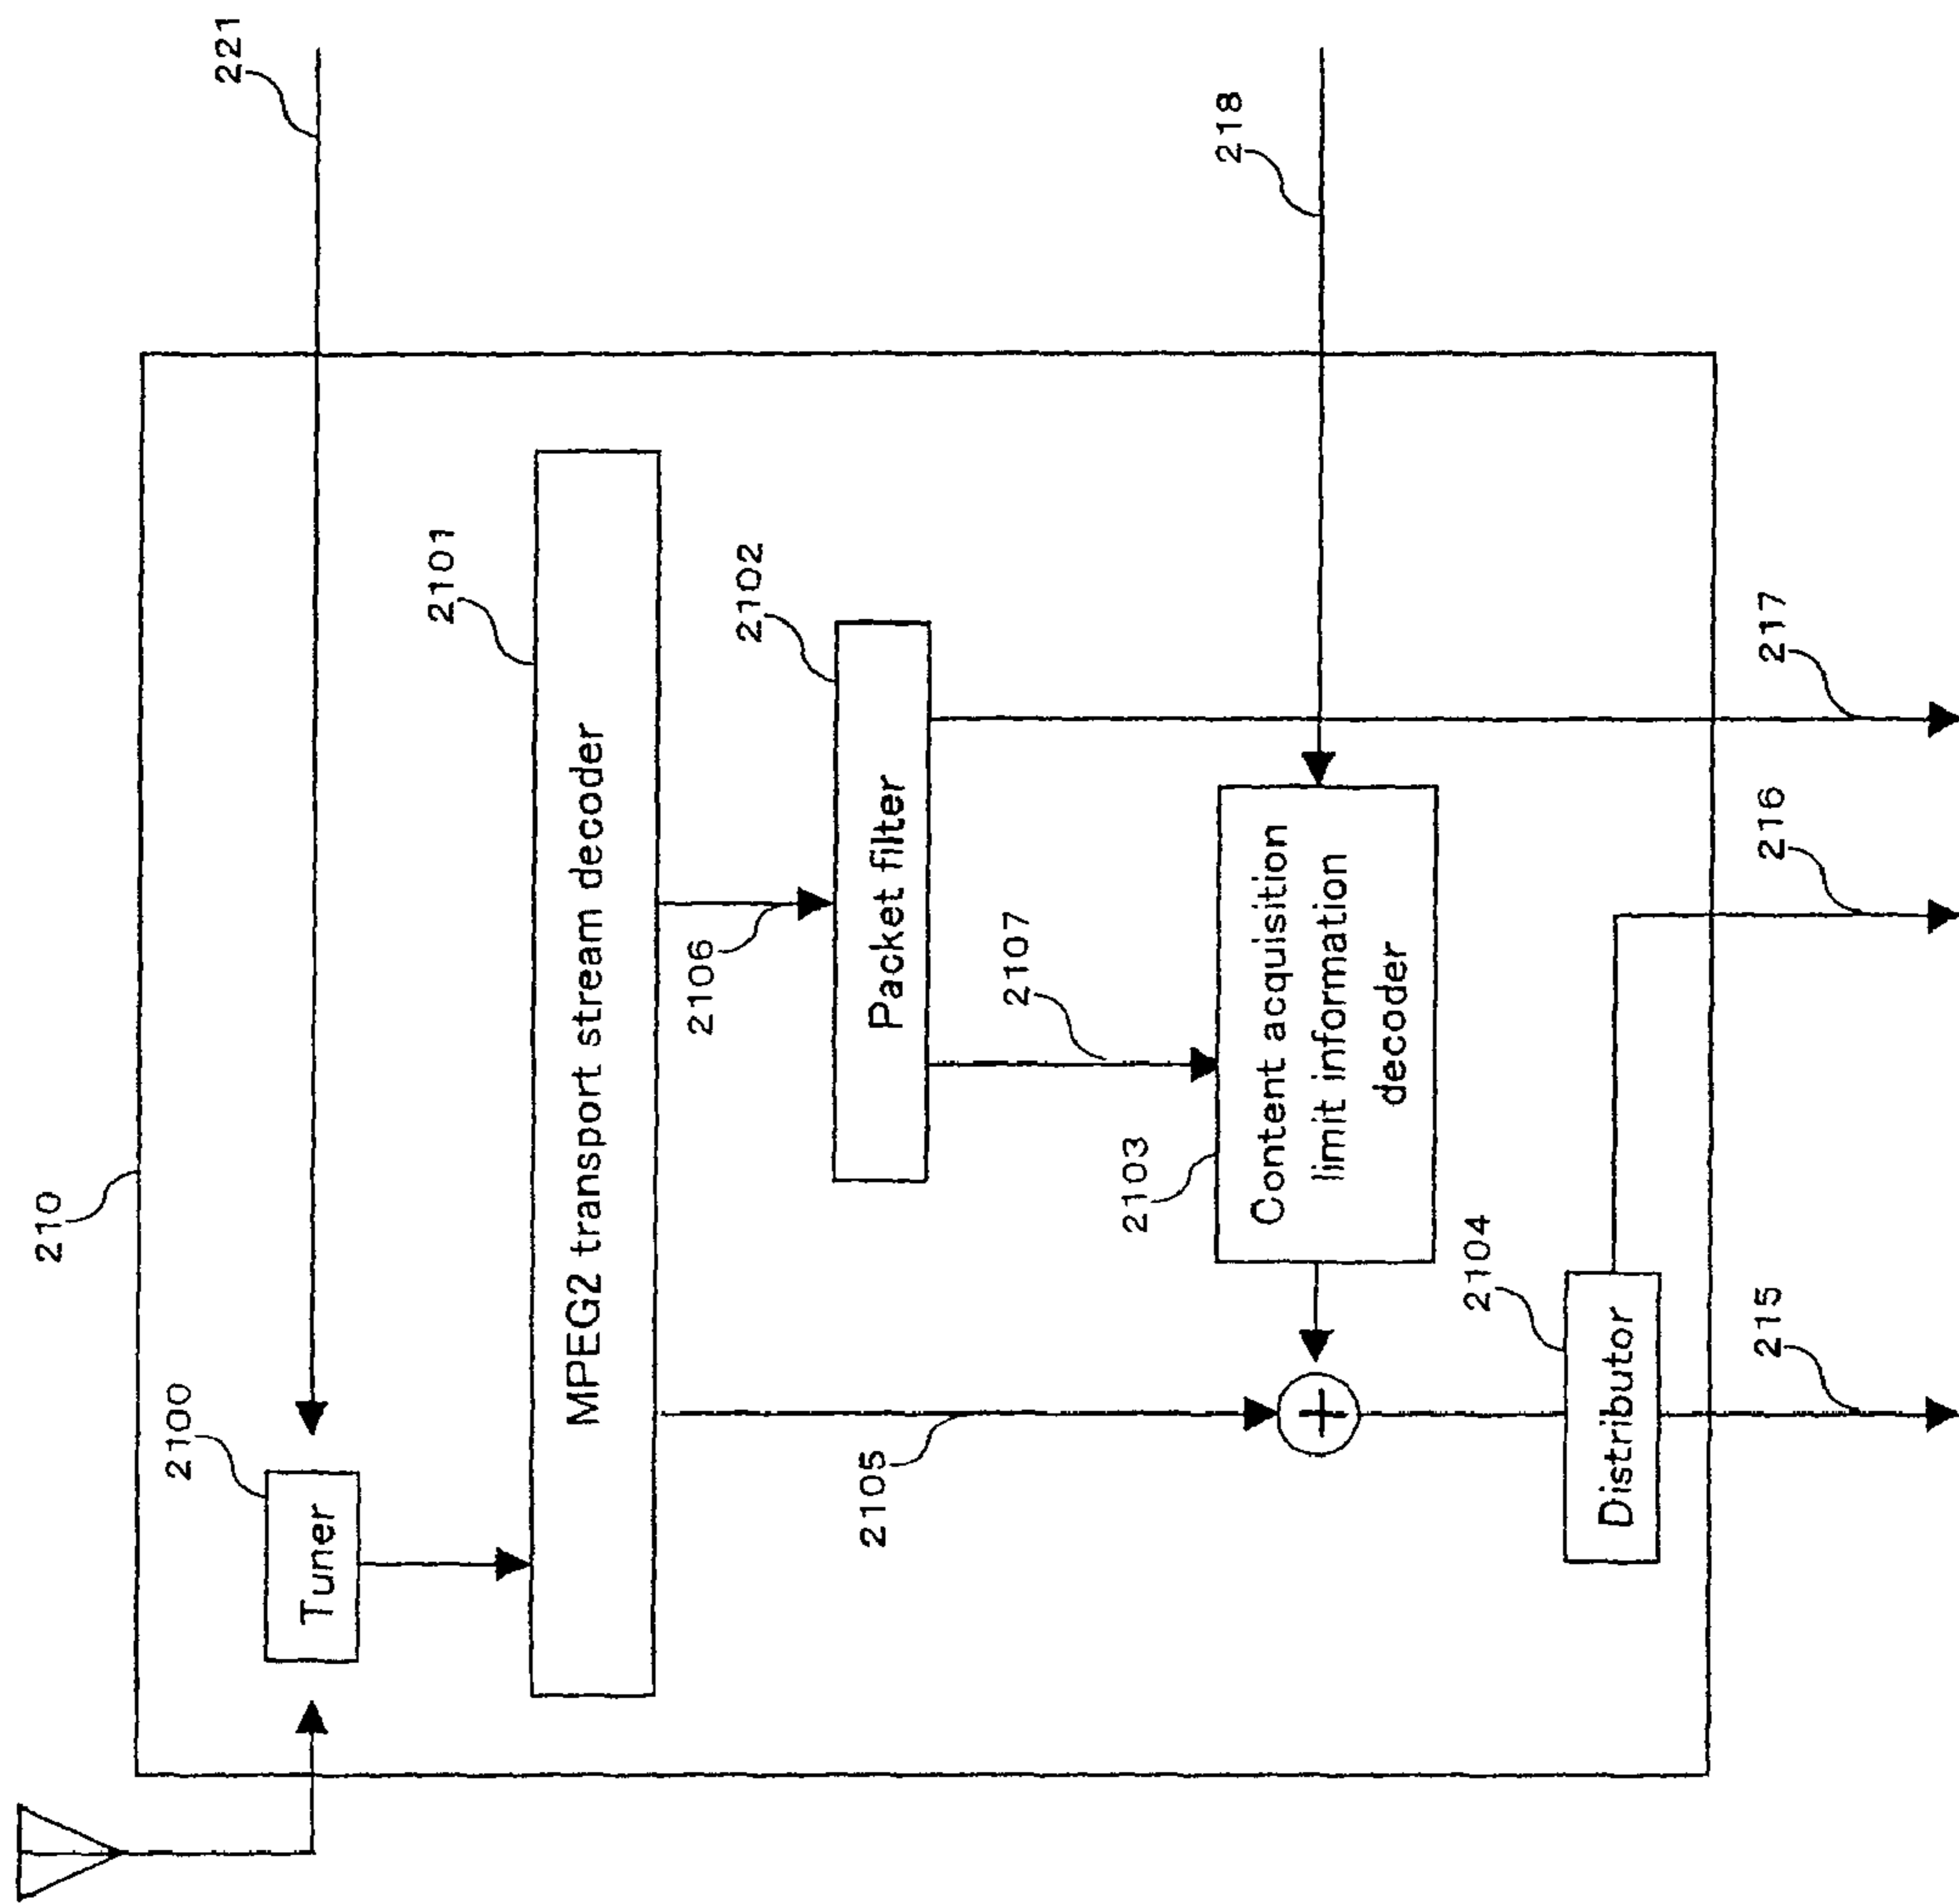 210
221
2100
Tuner
2101
MPEG2 transport stream decoder
2106
2102
Packet filter
2105
2107
218
2103
Content acquisition
limit information
decoder
2104
Distributor
215
216
217